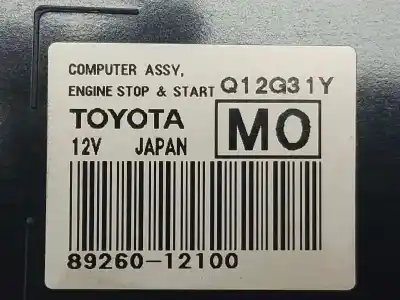 COMPUTER ASSY,
ENGINE STOP & START Q12G31Y
TOYOTA
MO
12V JAPAN
89260-12100